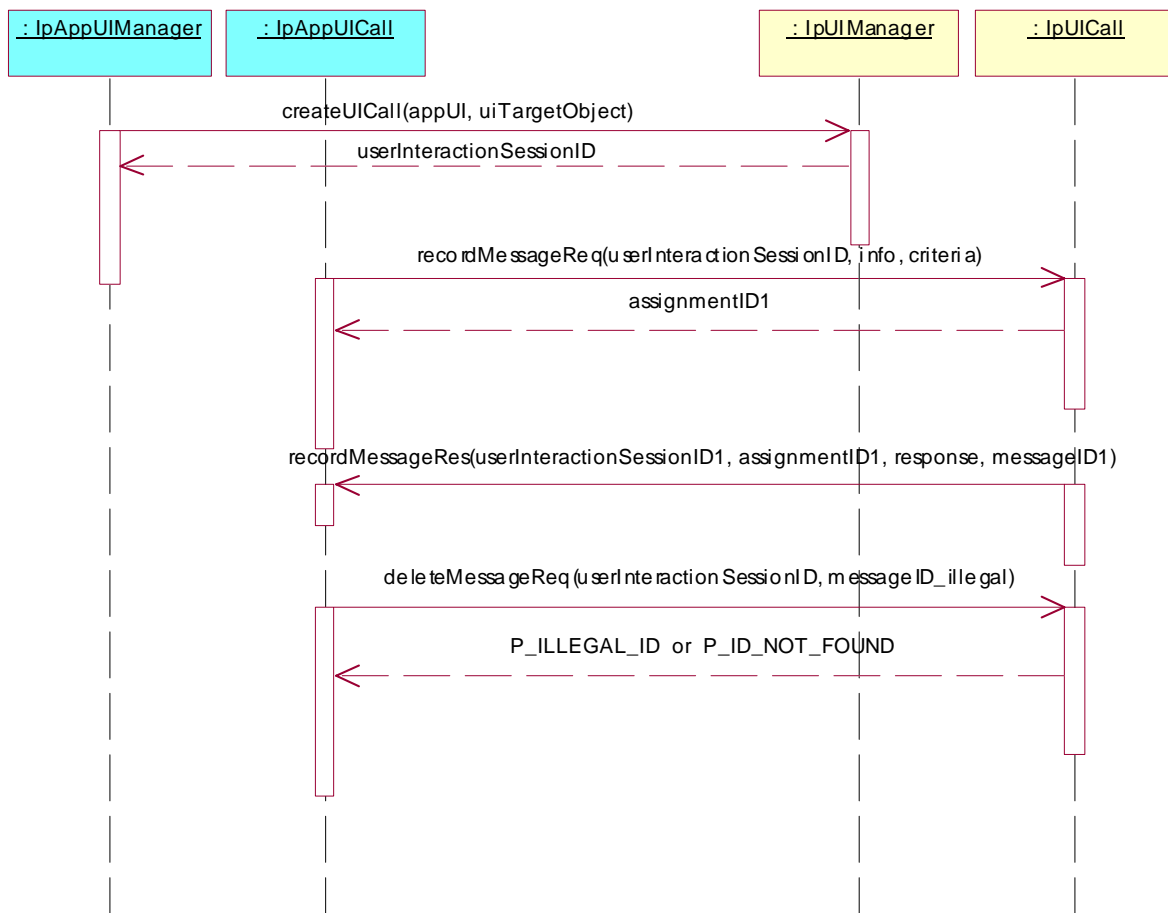 : IpAppUIManager
: IpAppUICall
: IpUIManager
: IpUICall
createUICall(appUI, uiTargetObject)
userInteractionSessionID
recordMessageReq(userInteractionSessionID, info, criteria)
assignmentID1
recordMessageRes(userInteractionSessionID1, assignmentID1, response, messageID1)
deleteMessageReq(userInteractionSessionID, messageID_illegal)
P_ILLEGAL_ID or P_ID_NOT_FOUND